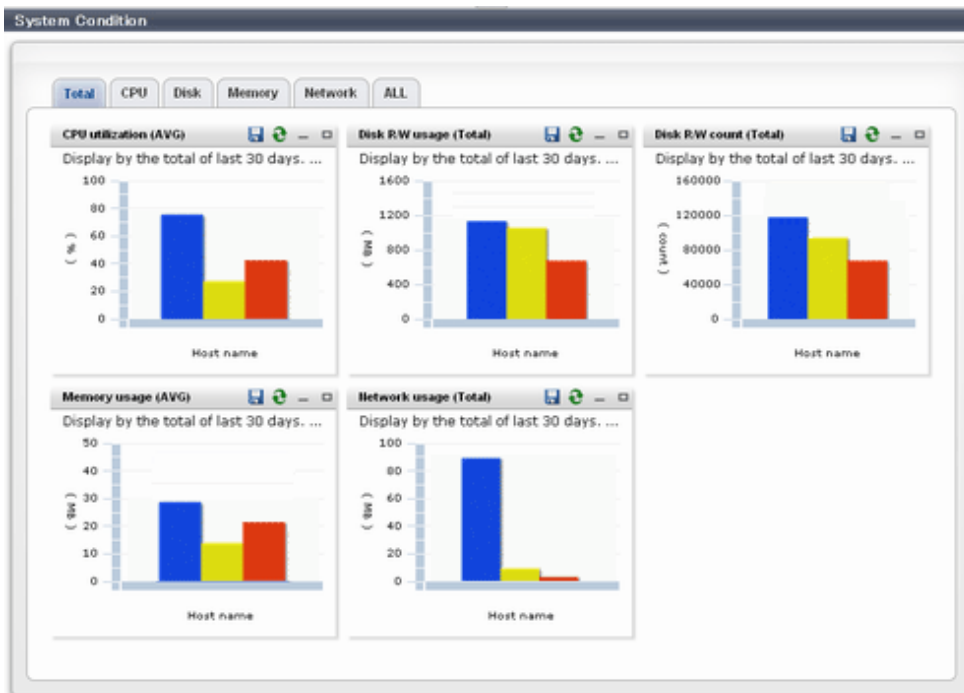 System Condition
Total CPU Disk Memory Network ALL
CPU utilization (AVG)
Display by the total of last 30 days. ...
100
80
60
40
20
0
( % )
Host name
Disk R.W usage (Total)
Display by the total of last 30 days. ...
1600
1200
800
400
0
( MB )
Host name
Disk R.W count (Total)
Display by the total of last 30 days. ...
160000
120000
80000
40000
0
( count )
Host name
Memory usage (AVG)
Display by the total of last 30 days. ...
50
40
30
20
10
0
( MB )
Host name
Network usage (Total)
Display by the total of last 30 days. ...
100
80
60
40
20
0
( MB )
Host name